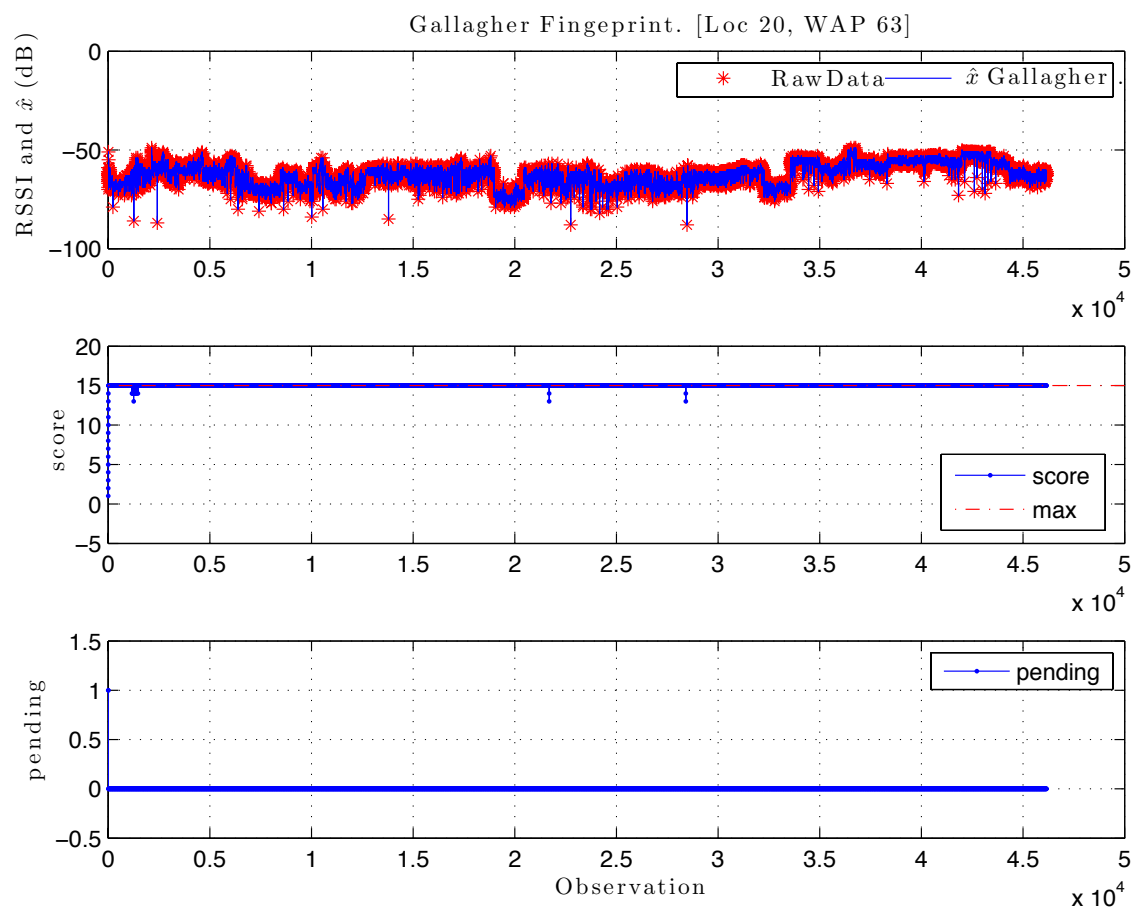 Gallagher Fingeprint. [Loc 20, WAP 63]
RSSI and x̂ (dB)
0
−50
−100
RawData
x̂ Gallagher .
0 0.5 1 1.5 2 2.5 3 3.5 4 4.5 5
x 10^4
score
20
15
10
5
0
−5
score
max
0 0.5 1 1.5 2 2.5 3 3.5 4 4.5 5
x 10^4
pending
1.5
1
0.5
0
−0.5
pending
0 0.5 1 1.5 2 2.5 3 3.5 4 4.5 5
Observation
x 10^4